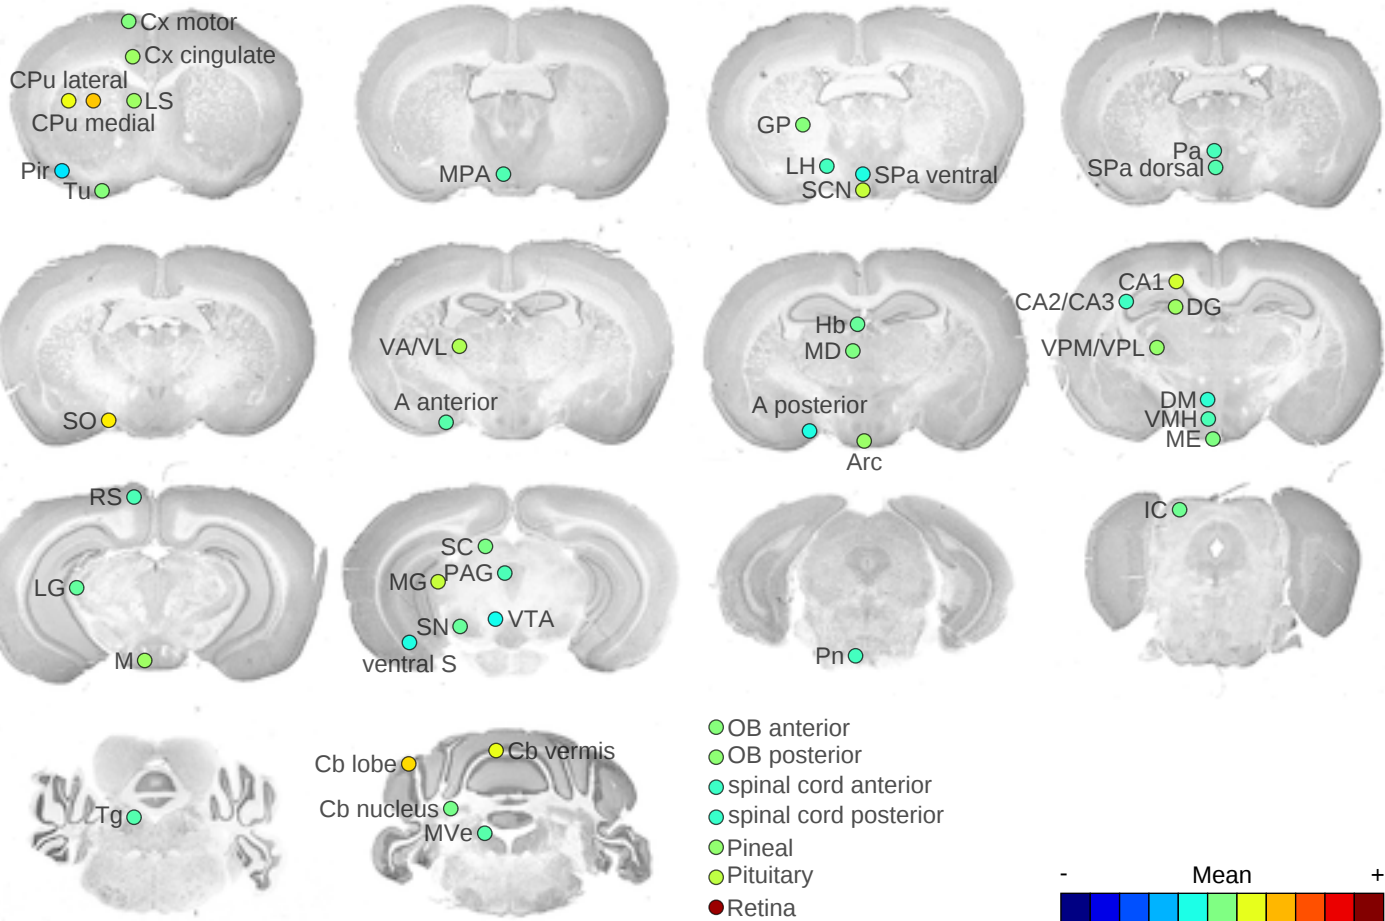 Cx motor
Cx cingulate
CPu lateral
LS
CPu medial
Pir
Tu
MPA
GP
LH
SPa ventral
SCN
Pa
SPa dorsal
SO
VA/VL
A anterior
Hb
MD
A posterior
Arc
CA1
CA2/CA3
DG
VPM/VPL
DM
VMH
ME
RS
LG
M
SC
PAG
MG
SN
VTA
ventral S
Pn
IC
Tg
Cb lobe
Cb vermis
Cb nucleus
MVe
OB anterior
OB posterior
spinal cord anterior
spinal cord posterior
Pineal
Pituitary
Retina
- Mean +